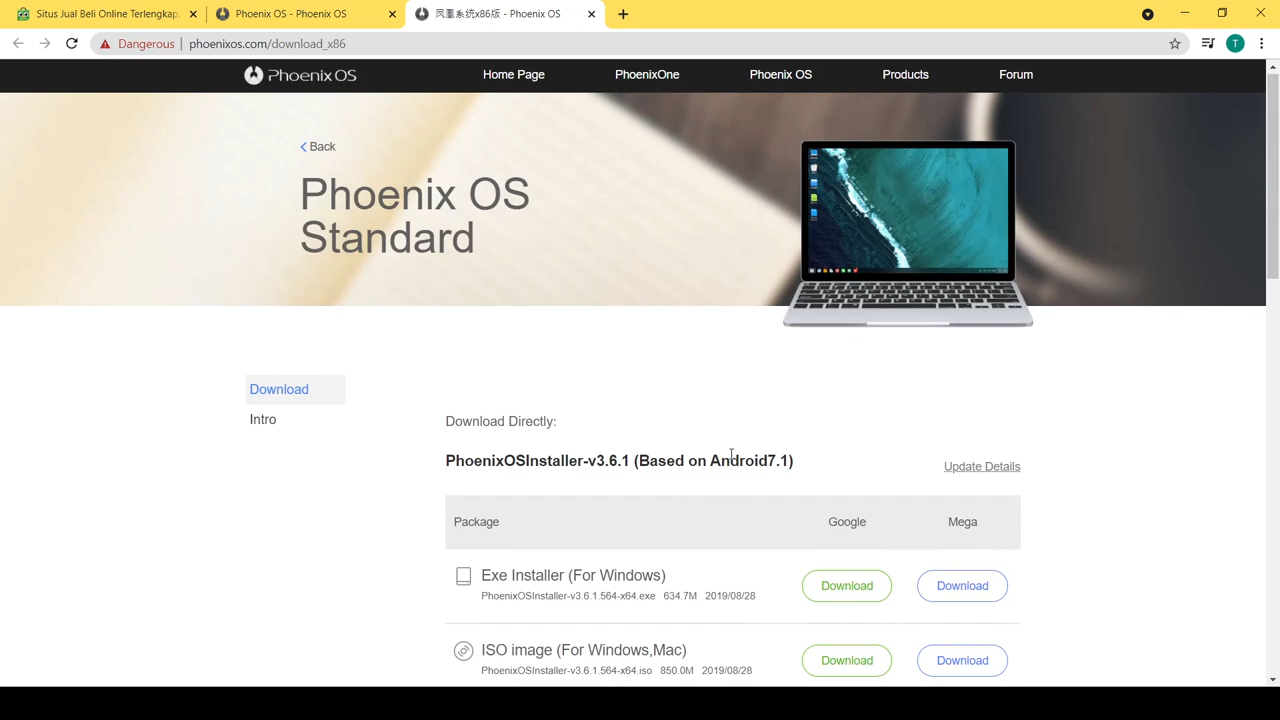 Situs Jual Beli Online Terlengkap,
Phoenix OS - Phoenix OS
凤凰系统x86版 - Phoenix OS
Dangerous
phoenixos.com/download_x86
T
Phoenix OS
Home Page
PhoenixOne
Phoenix OS
Products
Forum
Back
Phoenix OS
Standard
Download
Intro
Download Directly:
PhoenixOSInstaller-v3.6.1 (Based on Android7.1)
Update Details
Package
Google
Mega
Exe Installer (For Windows)
PhoenixOSInstaller-v3.6.1.564-x64.exe 634.7M 2019/08/28
Download
Download
ISO image (For Windows,Mac)
PhoenixOSInstaller-v3.6.1.564-x64.iso 850.0M 2019/08/28
Download
Download